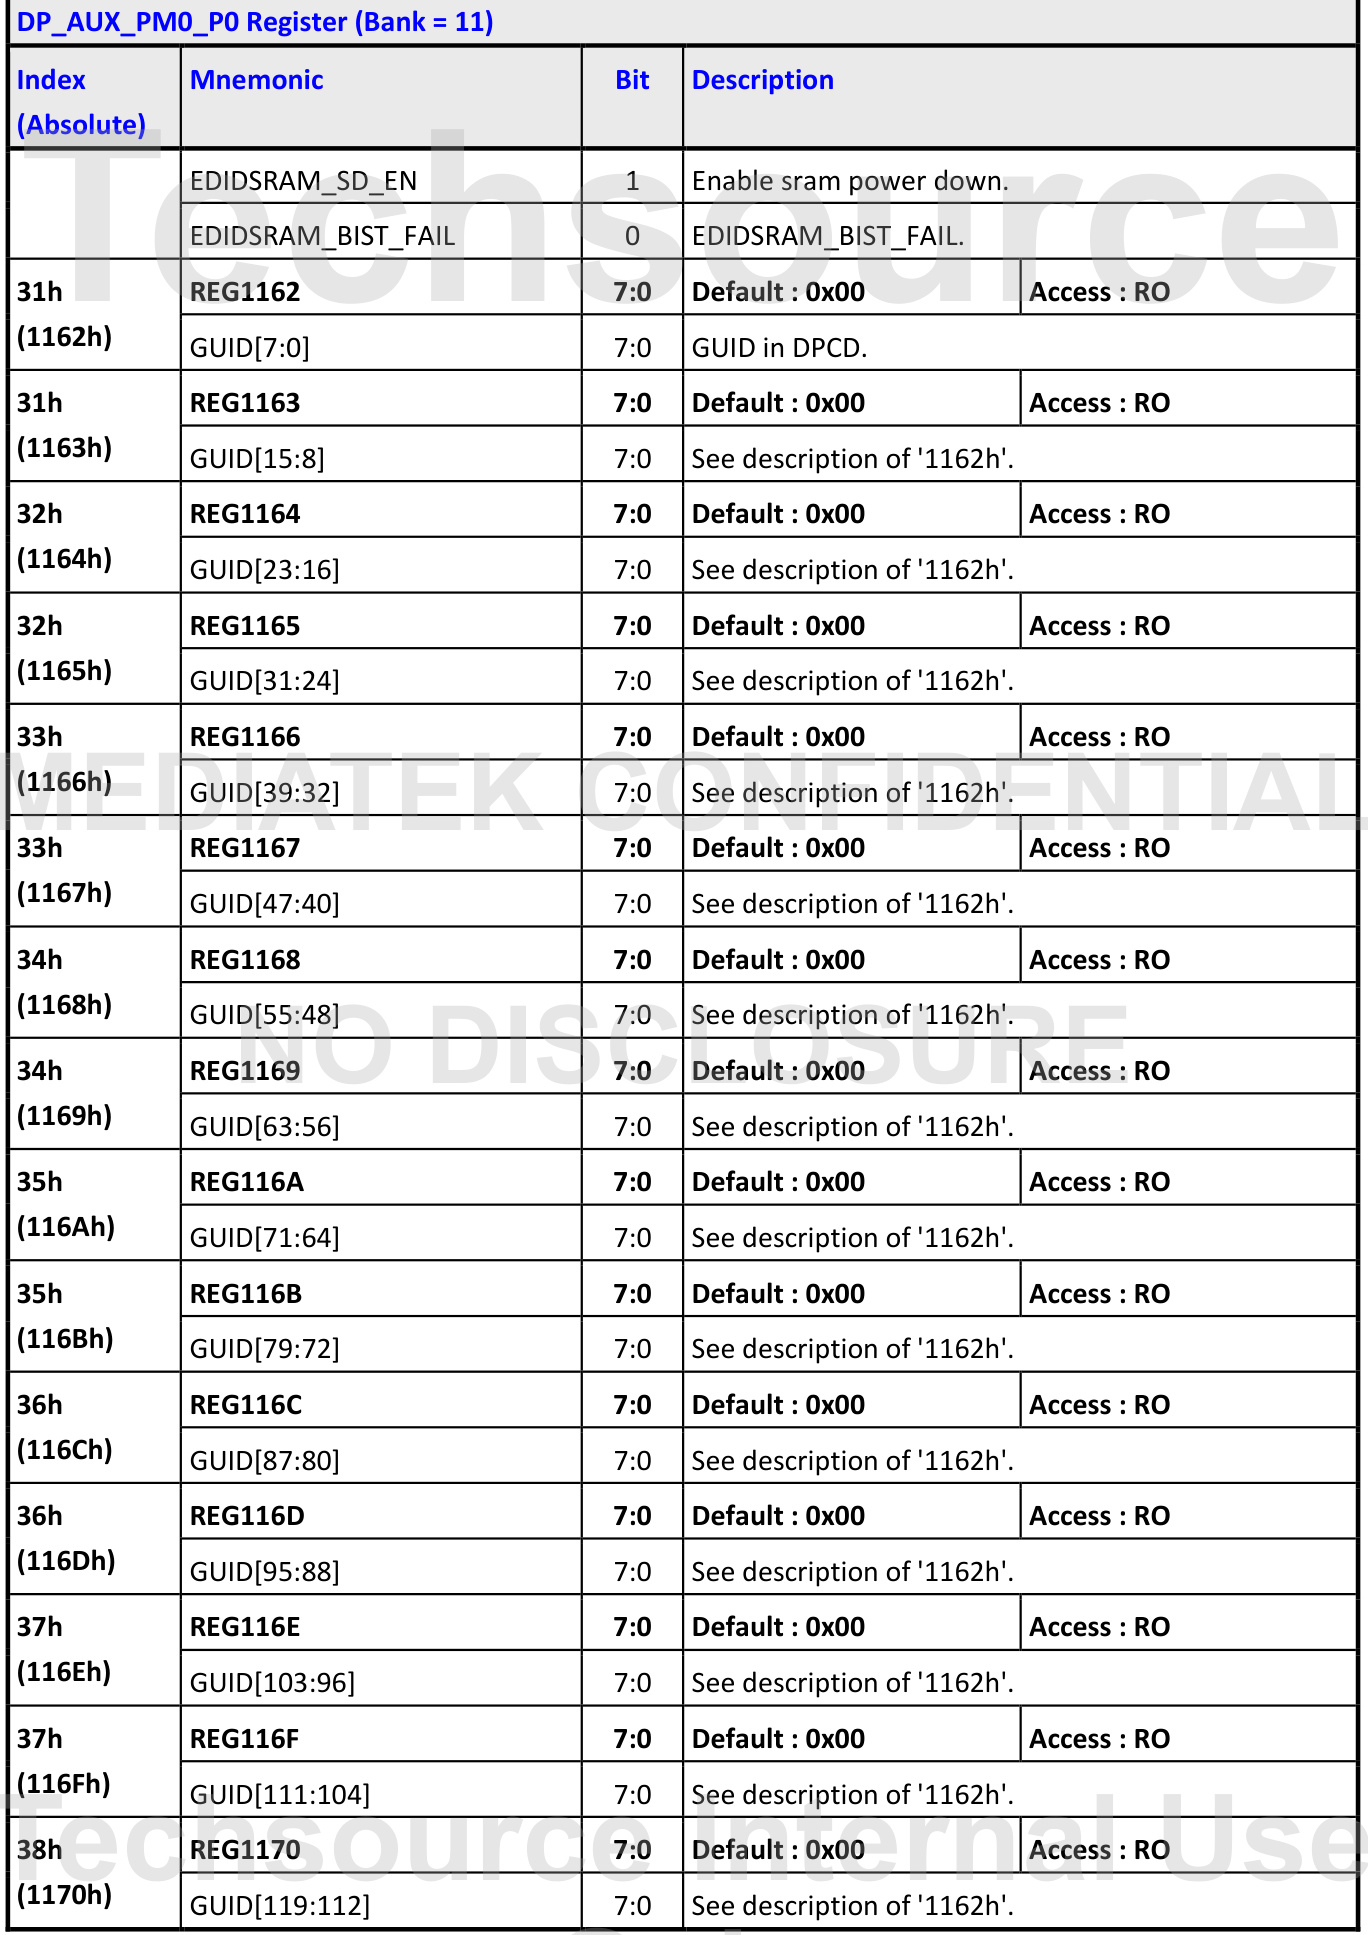 DP_AUX_PM0_P0 Register (Bank = 11)
Index (Absolute) Mnemonic Bit Description
EDIDSRAM_SD_EN 1 Enable sram power down.
EDIDSRAM_BIST_FAIL 0 EDIDSRAM_BIST_FAIL.
31h (1162h) REG1162 7:0 Default : 0x00 Access : RO
GUID[7:0] 7:0 GUID in DPCD.
31h (1163h) REG1163 7:0 Default : 0x00 Access : RO
GUID[15:8] 7:0 See description of '1162h'.
32h (1164h) REG1164 7:0 Default : 0x00 Access : RO
GUID[23:16] 7:0 See description of '1162h'.
32h (1165h) REG1165 7:0 Default : 0x00 Access : RO
GUID[31:24] 7:0 See description of '1162h'.
33h (1166h) REG1166 7:0 Default : 0x00 Access : RO
GUID[39:32] 7:0 See description of '1162h'.
33h (1167h) REG1167 7:0 Default : 0x00 Access : RO
GUID[47:40] 7:0 See description of '1162h'.
34h (1168h) REG1168 7:0 Default : 0x00 Access : RO
GUID[55:48] 7:0 See description of '1162h'.
34h (1169h) REG1169 7:0 Default : 0x00 Access : RO
GUID[63:56] 7:0 See description of '1162h'.
35h (116Ah) REG116A 7:0 Default : 0x00 Access : RO
GUID[71:64] 7:0 See description of '1162h'.
35h (116Bh) REG116B 7:0 Default : 0x00 Access : RO
GUID[79:72] 7:0 See description of '1162h'.
36h (116Ch) REG116C 7:0 Default : 0x00 Access : RO
GUID[87:80] 7:0 See description of '1162h'.
36h (116Dh) REG116D 7:0 Default : 0x00 Access : RO
GUID[95:88] 7:0 See description of '1162h'.
37h (116Eh) REG116E 7:0 Default : 0x00 Access : RO
GUID[103:96] 7:0 See description of '1162h'.
37h (116Fh) REG116F 7:0 Default : 0x00 Access : RO
GUID[111:104] 7:0 See description of '1162h'.
38h (1170h) REG1170 7:0 Default : 0x00 Access : RO
GUID[119:112] 7:0 See description of '1162h'.
Techsource
MEDIATEK CONFIDENTIAL
NO DISCLOSURE
Techsource Internal Use